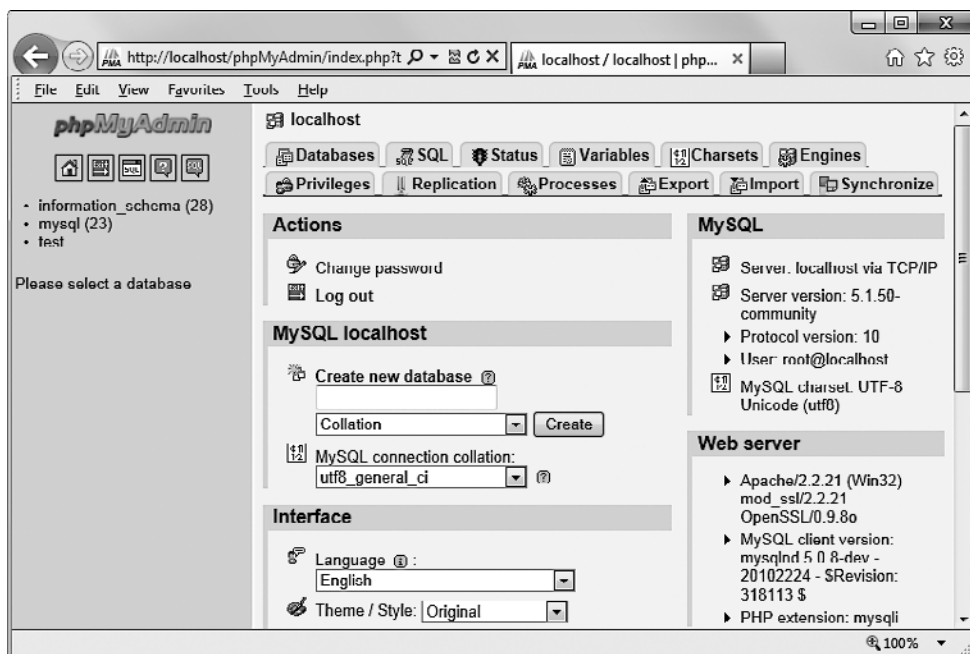 http://localhost/phpMyAdmin/index.php?t
localhost / localhost | php...
File Edit View Favorites Tools Help
phpMyAdmin
information_schema (28)
mysql (23)
test
Please select a database
localhost
Databases SQL Status Variables Charsets Engines
Privileges Replication Processes Export Import Synchronize
Actions
Change password
Log out
MySQL localhost
Create new database
Collation Create
MySQL connection collation:
utf8_general_ci
Interface
Language :
English
Theme / Style: Original
MySQL
Server: localhost via TCP/IP
Server version: 5.1.50-
community
Protocol version: 10
User: root@localhost
MySQL charset: UTF-8
Unicode (utf8)
Web server
Apache/2.2.21 (Win32)
mod_ssl/2.2.21
OpenSSL/0.9.8o
MySQL client version:
mysqlnd 5.0.8-dev -
20102224 - $Revision:
318113 $
PHP extension: mysqli
100%